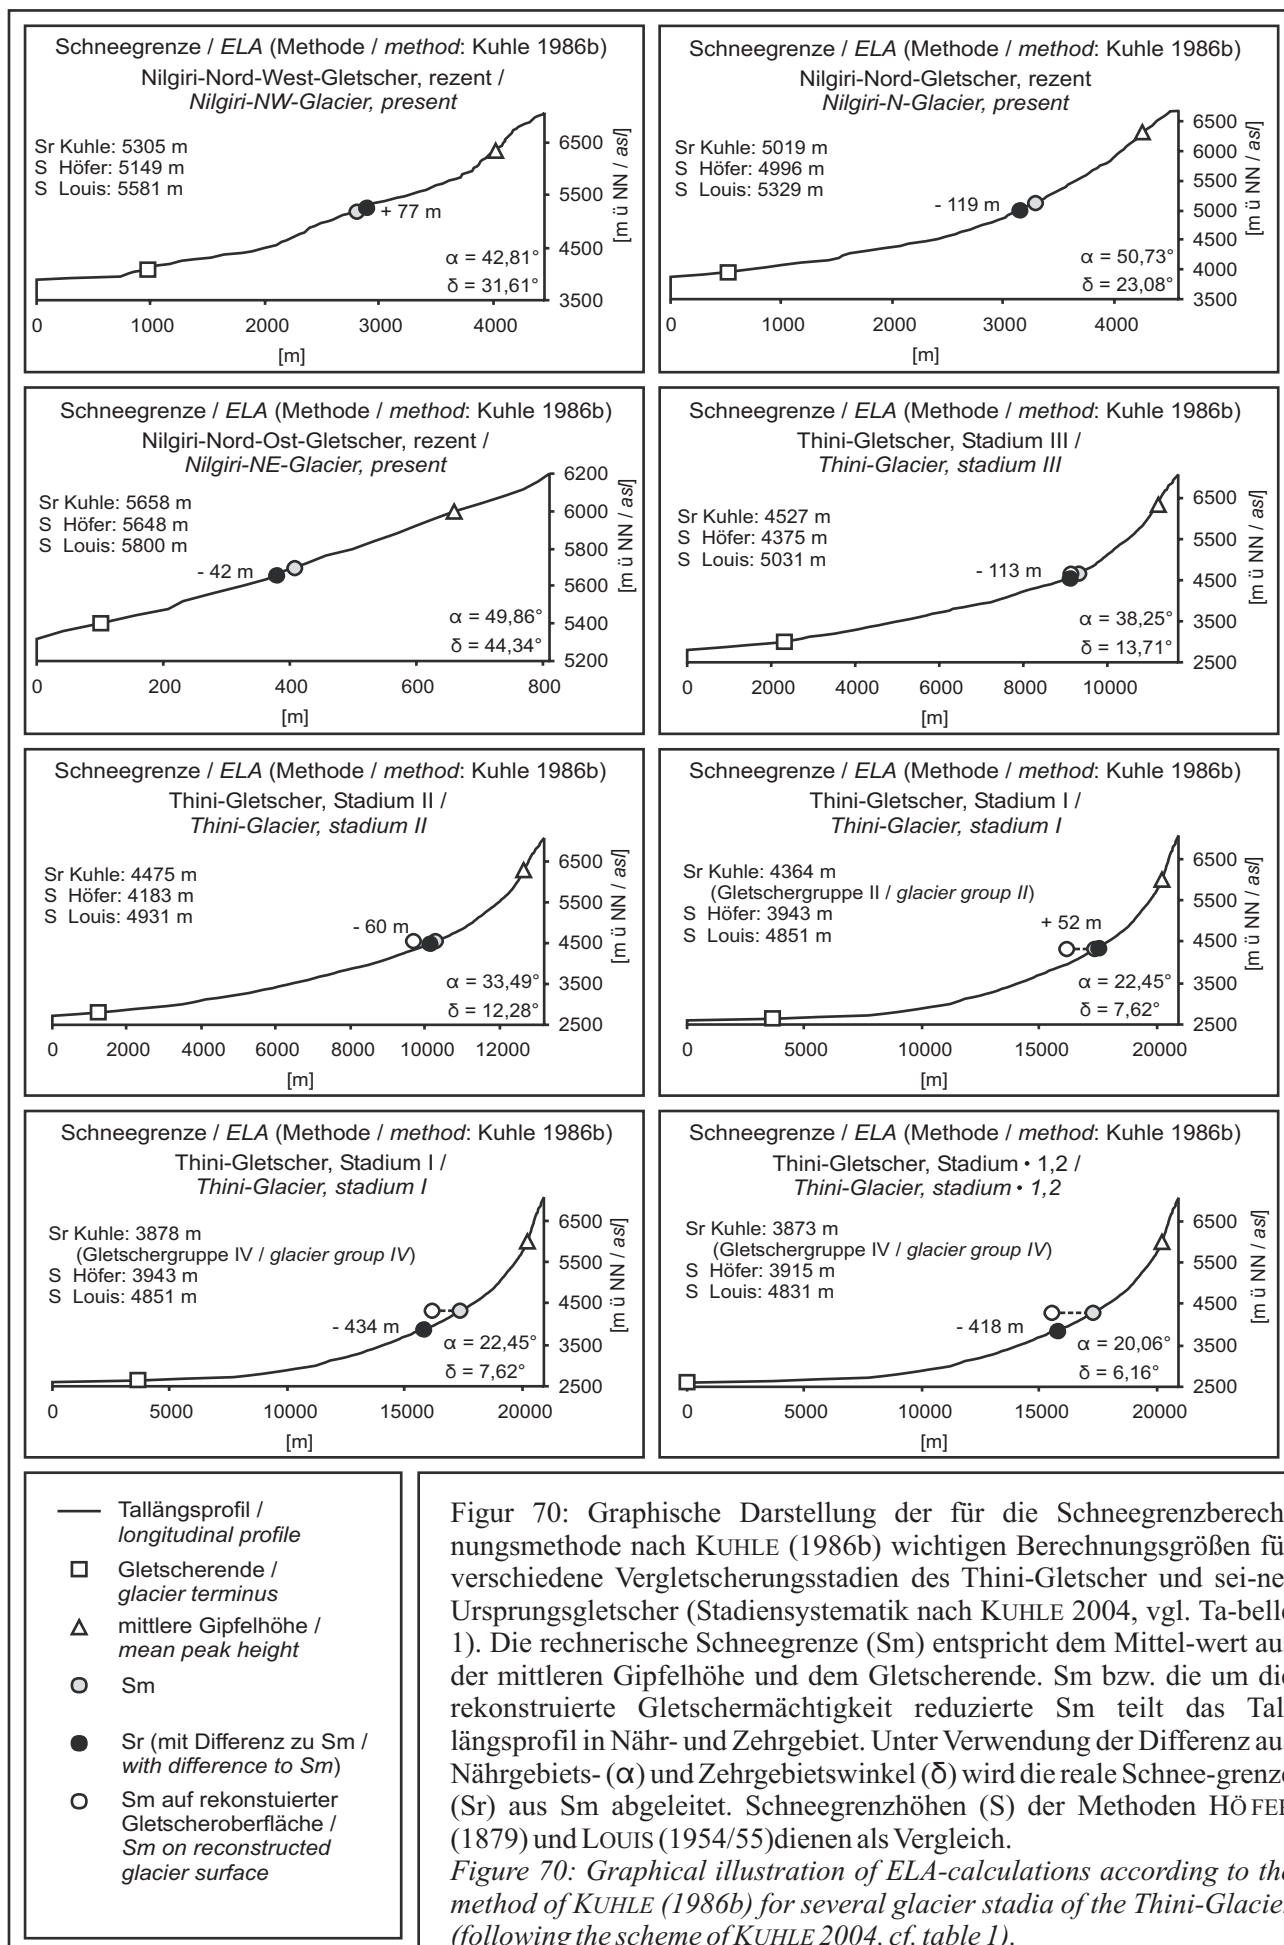 Schneegrenze / ELA (Methode / method: Kuhle 1986b)
Nilgiri-Nord-West-Gletscher, rezent /
Nilgiri-NW-Glacier, present
Sr Kuhle: 5305 m
S Höfer: 5149 m
S Louis: 5581 m
+ 77 m
α = 42,81°
δ = 31,61°
6500
5500
4500
3500
[m ü NN / asl]
0 1000 2000 3000 4000
[m]
Schneegrenze / ELA (Methode / method: Kuhle 1986b)
Nilgiri-Nord-Gletscher, rezent
Nilgiri-N-Glacier, present
Sr Kuhle: 5019 m
S Höfer: 4996 m
S Louis: 5329 m
- 119 m
α = 50,73°
δ = 23,08°
6500
6000
5500
5000
4500
4000
3500
[m ü NN / asl]
0 1000 2000 3000 4000
[m]
Schneegrenze / ELA (Methode / method: Kuhle 1986b)
Nilgiri-Nord-Ost-Gletscher, rezent /
Nilgiri-NE-Glacier, present
Sr Kuhle: 5658 m
S Höfer: 5648 m
S Louis: 5800 m
- 42 m
α = 49,86°
δ = 44,34°
6200
6000
5800
5600
5400
5200
[m ü NN / asl]
0 200 400 600 800
[m]
Schneegrenze / ELA (Methode / method: Kuhle 1986b)
Thini-Gletscher, Stadium III /
Thini-Glacier, stadium III
Sr Kuhle: 4527 m
S Höfer: 4375 m
S Louis: 5031 m
- 113 m
α = 38,25°
δ = 13,71°
6500
5500
4500
3500
2500
[m ü NN / asl]
0 2000 4000 6000 8000 10000
[m]
Schneegrenze / ELA (Methode / method: Kuhle 1986b)
Thini-Gletscher, Stadium II /
Thini-Glacier, stadium II
Sr Kuhle: 4475 m
S Höfer: 4183 m
S Louis: 4931 m
- 60 m
α = 33,49°
δ = 12,28°
6500
5500
4500
3500
2500
[m ü NN / asl]
0 2000 4000 6000 8000 10000 12000
[m]
Schneegrenze / ELA (Methode / method: Kuhle 1986b)
Thini-Gletscher, Stadium I /
Thini-Glacier, stadium I
Sr Kuhle: 4364 m
(Gletschergruppe II / glacier group II)
S Höfer: 3943 m
S Louis: 4851 m
+ 52 m
α = 22,45°
δ = 7,62°
6500
5500
4500
3500
2500
[m ü NN / asl]
0 5000 10000 15000 20000
[m]
Schneegrenze / ELA (Methode / method: Kuhle 1986b)
Thini-Gletscher, Stadium I /
Thini-Glacier, stadium I
Sr Kuhle: 3878 m
(Gletschergruppe IV / glacier group IV)
S Höfer: 3943 m
S Louis: 4851 m
- 434 m
α = 22,45°
δ = 7,62°
6500
5500
4500
3500
2500
[m ü NN / asl]
0 5000 10000 15000 20000
[m]
Schneegrenze / ELA (Methode / method: Kuhle 1986b)
Thini-Gletscher, Stadium • 1,2 /
Thini-Glacier, stadium • 1,2
Sr Kuhle: 3873 m
(Gletschergruppe IV / glacier group IV)
S Höfer: 3915 m
S Louis: 4831 m
- 418 m
α = 20,06°
δ = 6,16°
6500
5500
4500
3500
2500
[m ü NN / asl]
0 5000 10000 15000 20000
[m]
Tallängsprofil /
longitudinal profile
Gletscherende /
glacier terminus
mittlere Gipfelhöhe /
mean peak height
Sm
Sr (mit Differenz zu Sm /
with difference to Sm)
Sm auf rekonstuierter
Gletscheroberfläche /
Sm on reconstructed
glacier surface
Figur 70: Graphische Darstellung der für die Schneegrenzberech
nungsmethode nach KUHLE (1986b) wichtigen Berechnungsgrößen fü
verschiedene Vergletscherungsstadien des Thini-Gletscher und sei-ne
Ursprungsgletscher (Stadiensystematik nach KUHLE 2004, vgl. Ta-belle
1). Die rechnerische Schneegrenze (Sm) entspricht dem Mittel-wert au
der mittleren Gipfelhöhe und dem Gletscherende. Sm bzw. die um die
rekonstruierte Gletschermächtigkeit reduzierte Sm teilt das Tal
längsprofil in Nähr- und Zehrgebiet. Unter Verwendung der Differenz au
Nährgebiets- (α) und Zehrgebietswinkel (δ) wird die reale Schnee-grenze
(Sr) aus Sm abgeleitet. Schneegrenzhöhen (S) der Methoden HÖFER
(1879) und LOUIS (1954/55)dienen als Vergleich.
Figure 70: Graphical illustration of ELA-calculations according to the
method of KUHLE (1986b) for several glacier stadia of the Thini-Glacier
(following the scheme of KUHLE 2004, cf. table 1).